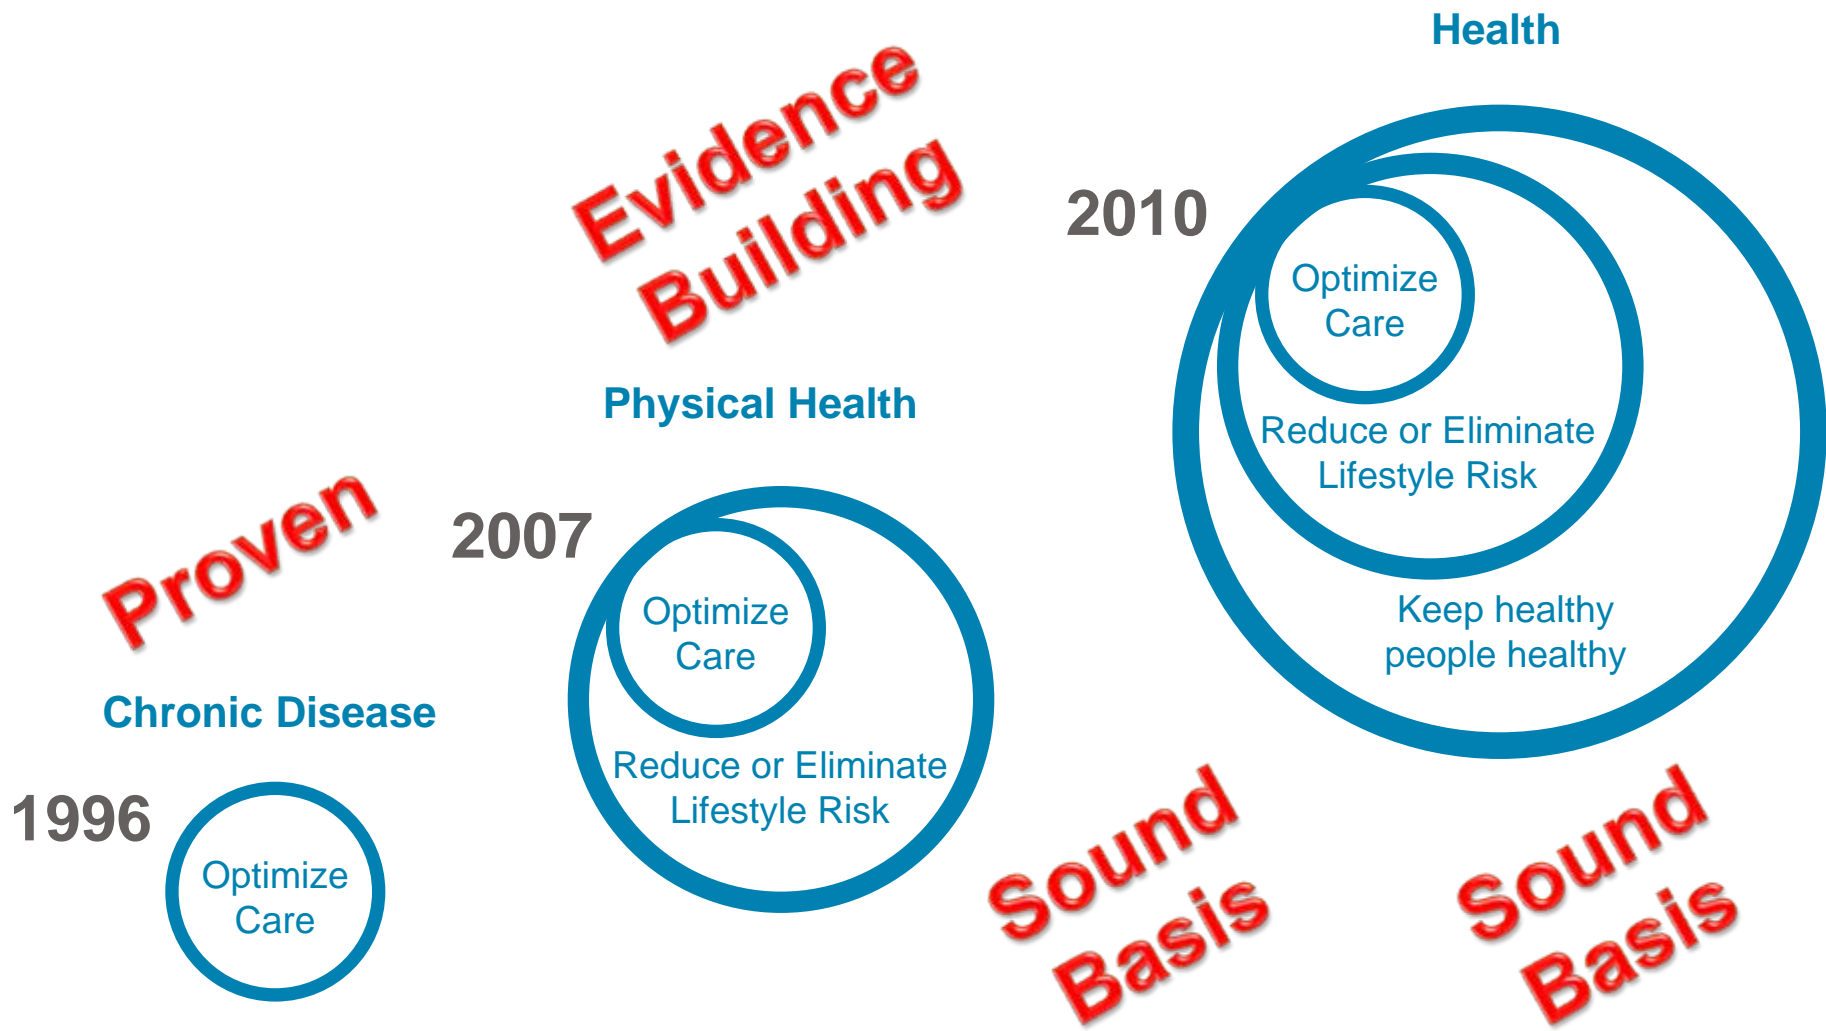 Health
Evidence
Building
2010
Optimize
Care
Reduce or Eliminate
Lifestyle Risk
Keep healthy
people healthy
Physical Health
2007
Optimize
Care
Reduce or Eliminate
Lifestyle Risk
Proven
Chronic Disease
1996
Optimize
Care
Sound
Basis
Sound
Basis